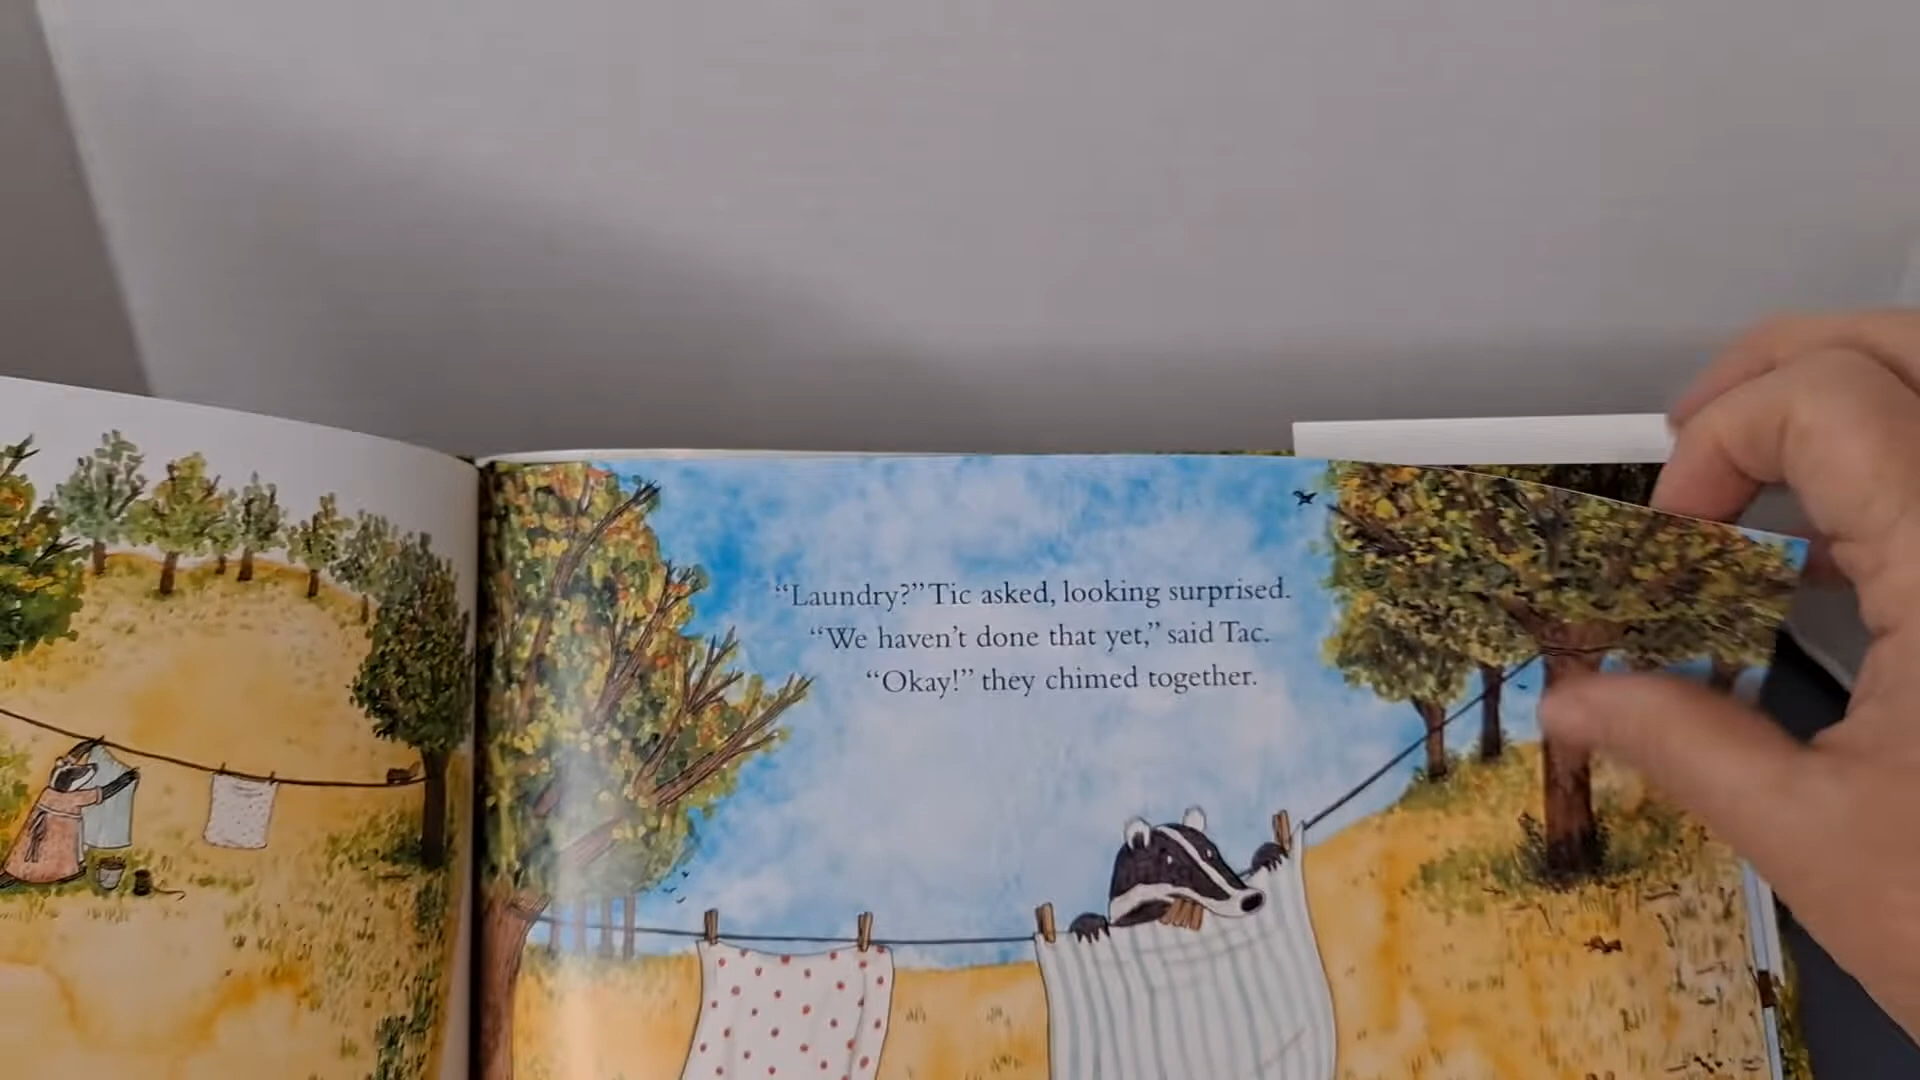 “Laundry?” Tic asked, looking surprised.
“We haven’t done that yet,” said Tac.
“Okay!” they chimed together.